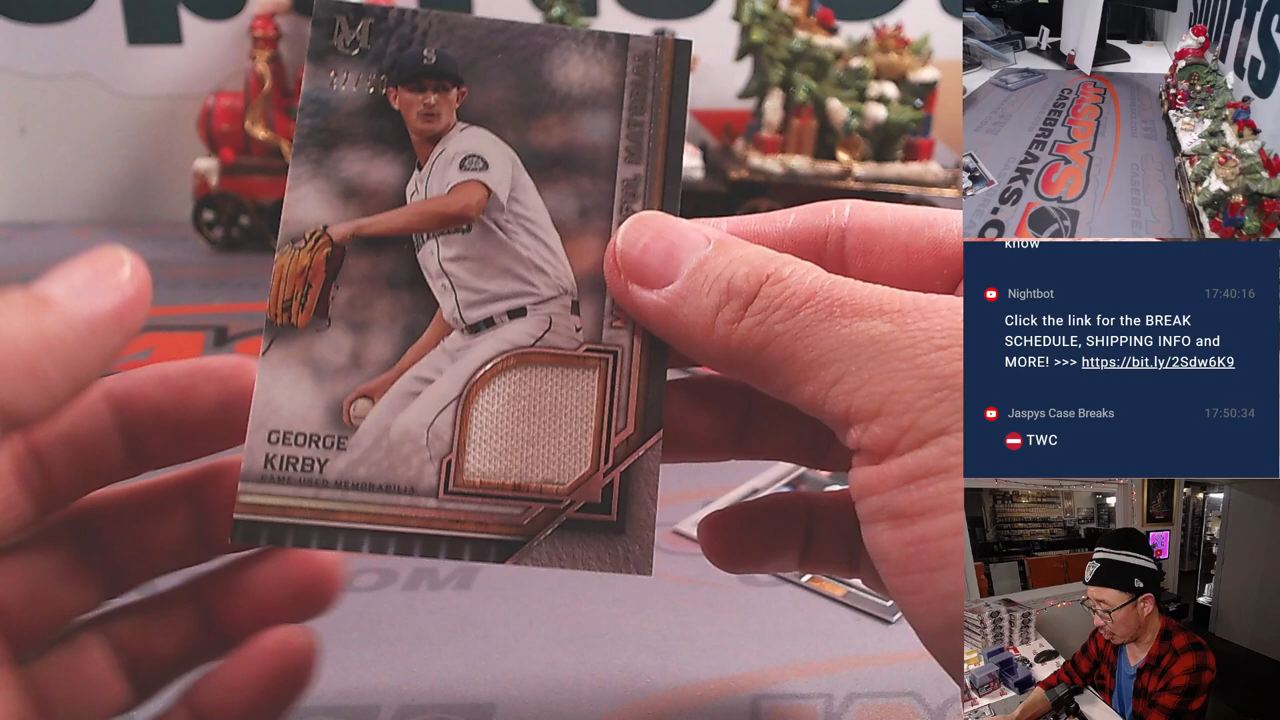 M
S
GEORGE
KIRBY
GAME-USED MEMORABILIA
JASPYS
CASEBREAKS.C
know
Nightbot 17:40:16
Click the link for the BREAK
SCHEDULE, SHIPPING INFO and
MORE! >>> https://bit.ly/2Sdw6K9
Jaspys Case Breaks 17:50:34
⛔ TWC